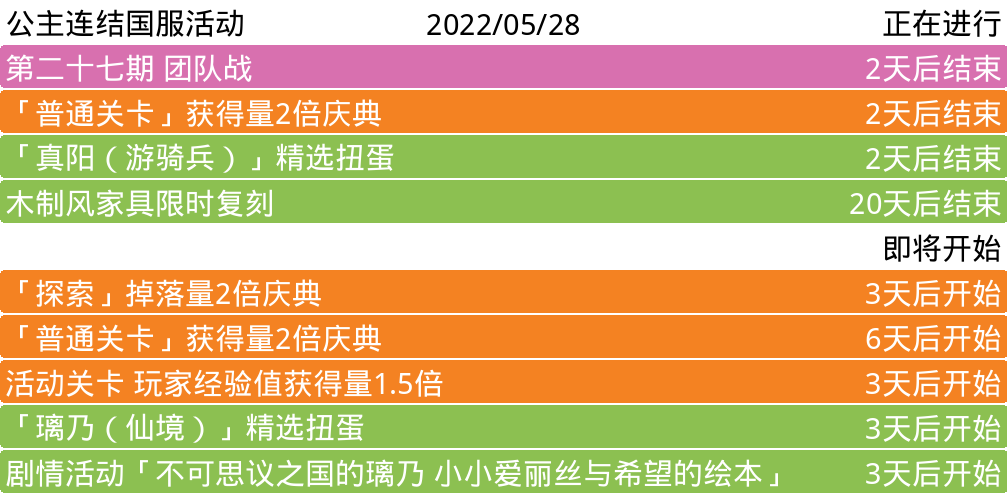 公主连结国服活动 2022/05/28 正在进行
第二十七期 团队战 2天后结束
「普通关卡」获得量2倍庆典 2天后结束
「真阳（游骑兵）」精选扭蛋 2天后结束
木制风家具限时复刻 20天后结束
即将开始
「探索」掉落量2倍庆典 3天后开始
「普通关卡」获得量2倍庆典 6天后开始
活动关卡 玩家经验值获得量1.5倍 3天后开始
「璃乃（仙境）」精选扭蛋 3天后开始
剧情活动「不可思议之国的璃乃 小小爱丽丝与希望的绘本」 3天后开始